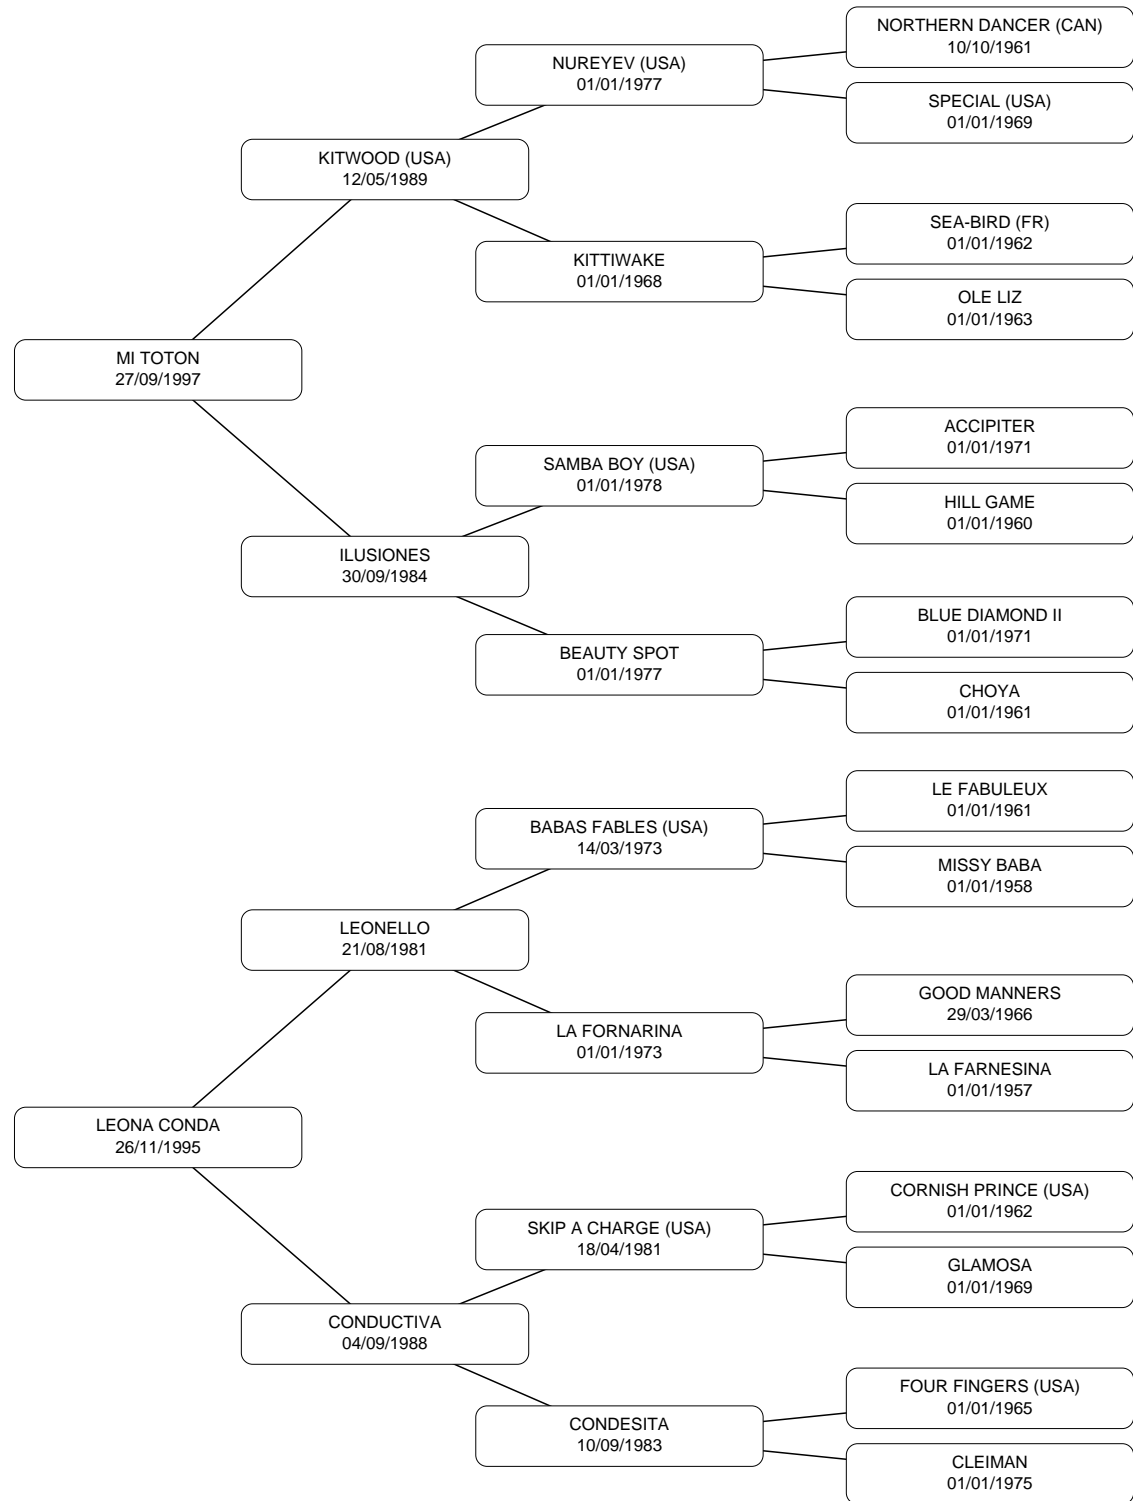 NORTHERN DANCER (CAN)
10/10/1961
NUREYEV (USA)
01/01/1977
SPECIAL (USA)
01/01/1969
KITWOOD (USA)
12/05/1989
SEA-BIRD (FR)
01/01/1962
KITTIWAKE
01/01/1968
OLE LIZ
01/01/1963
MI TOTON
27/09/1997
ACCIPITER
01/01/1971
SAMBA BOY (USA)
01/01/1978
HILL GAME
01/01/1960
ILUSIONES
30/09/1984
BLUE DIAMOND II
01/01/1971
BEAUTY SPOT
01/01/1977
CHOYA
01/01/1961
LE FABULEUX
01/01/1961
BABAS FABLES (USA)
14/03/1973
MISSY BABA
01/01/1958
LEONELLO
21/08/1981
GOOD MANNERS
29/03/1966
LA FORNARINA
01/01/1973
LA FARNESINA
01/01/1957
LEONA CONDA
26/11/1995
CORNISH PRINCE (USA)
01/01/1962
SKIP A CHARGE (USA)
18/04/1981
GLAMOSA
01/01/1969
CONDUCTIVA
04/09/1988
FOUR FINGERS (USA)
01/01/1965
CONDESITA
10/09/1983
CLEIMAN
01/01/1975